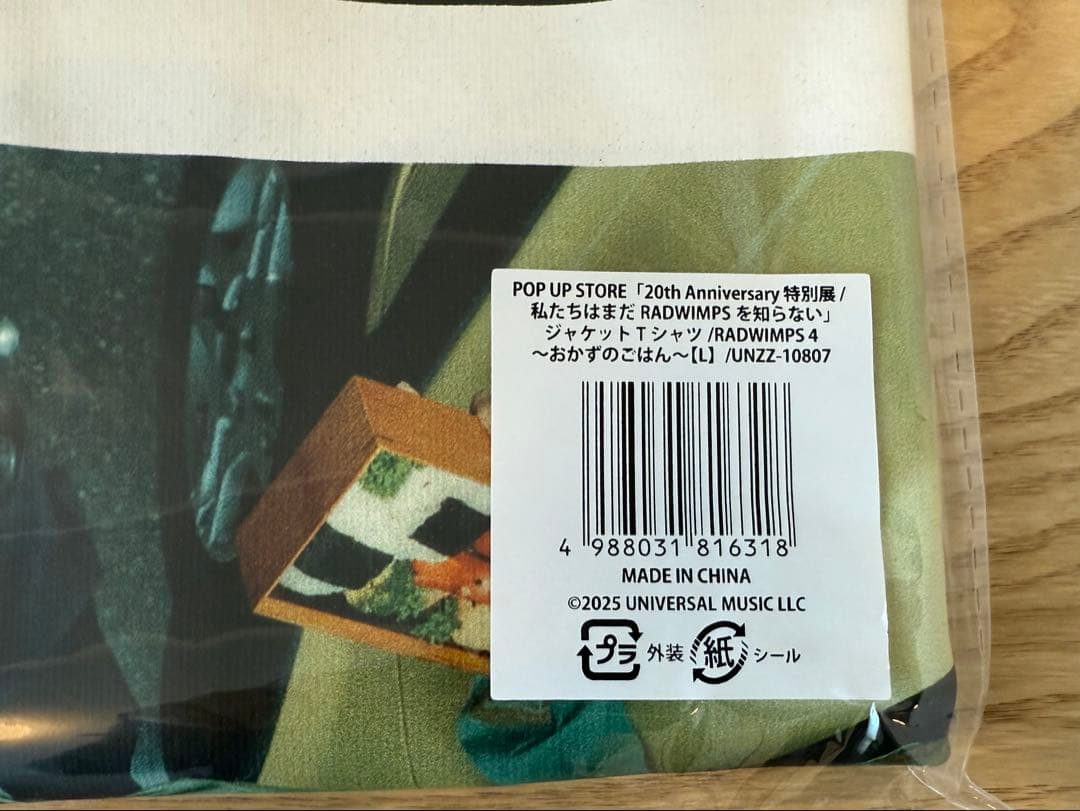 POP UP STORE「20th Anniversary 特別展 /
私たちはまだ RADWIMPS を知らない」
ジャケット T シャツ /RADWIMPS 4
～おかずのごはん～【L】/UNZZ-10807
4 988031 816318
MADE IN CHINA
©2025 UNIVERSAL MUSIC LLC
プラ 外装 紙 シール